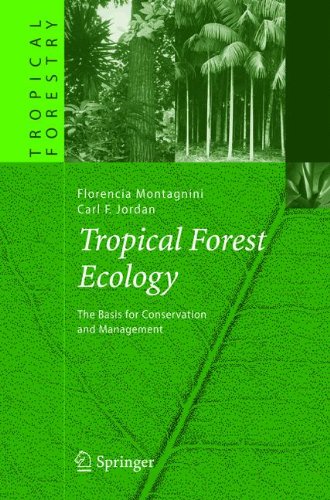 TROPICAL
FORESTRY
Florencia Montagnini
Carl F. Jordan
Tropical Forest
Ecology
The Basis for Conservation
and Management
Springer